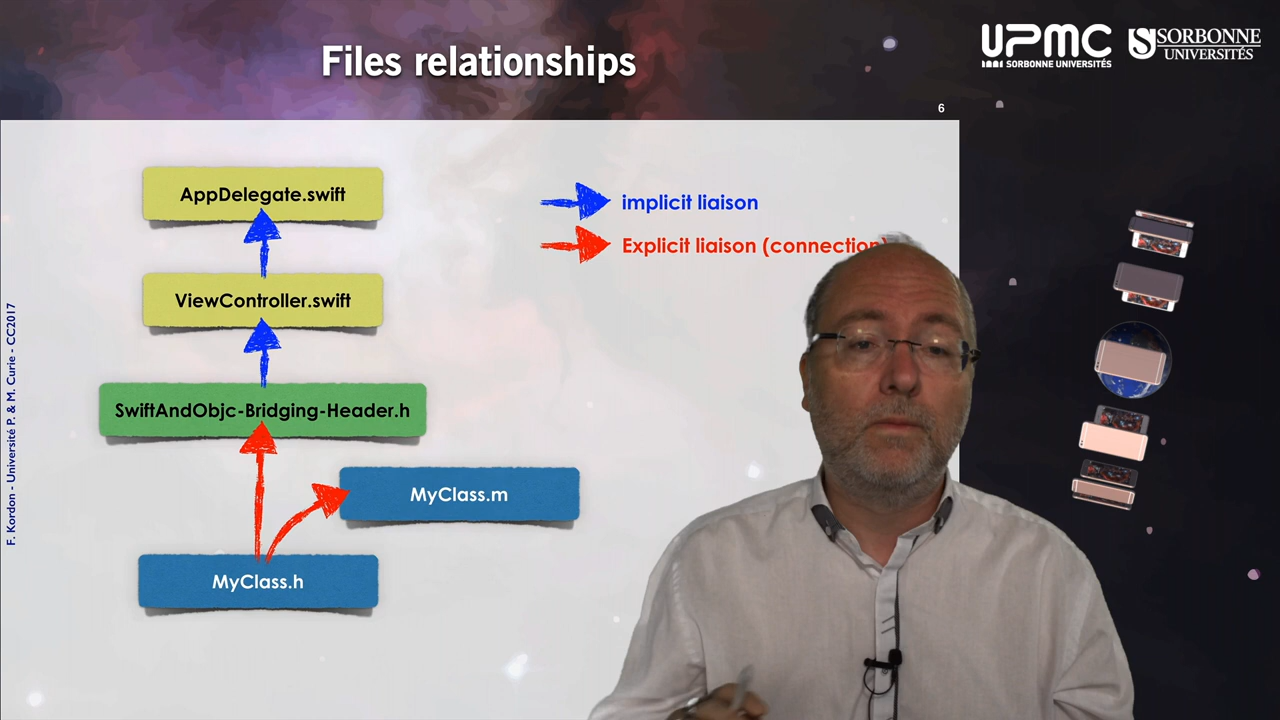 Files relationships
UPMC
SORBONNE UNIVERSITÉS
SORBONNE
UNIVERSITÉS
6
AppDelegate.swift
implicit liaison
Explicit liaison (connection)
ViewController.swift
SwiftAndObjc-Bridging-Header.h
MyClass.m
MyClass.h
F. Kordon - Université P. & M. Curie - CC2017